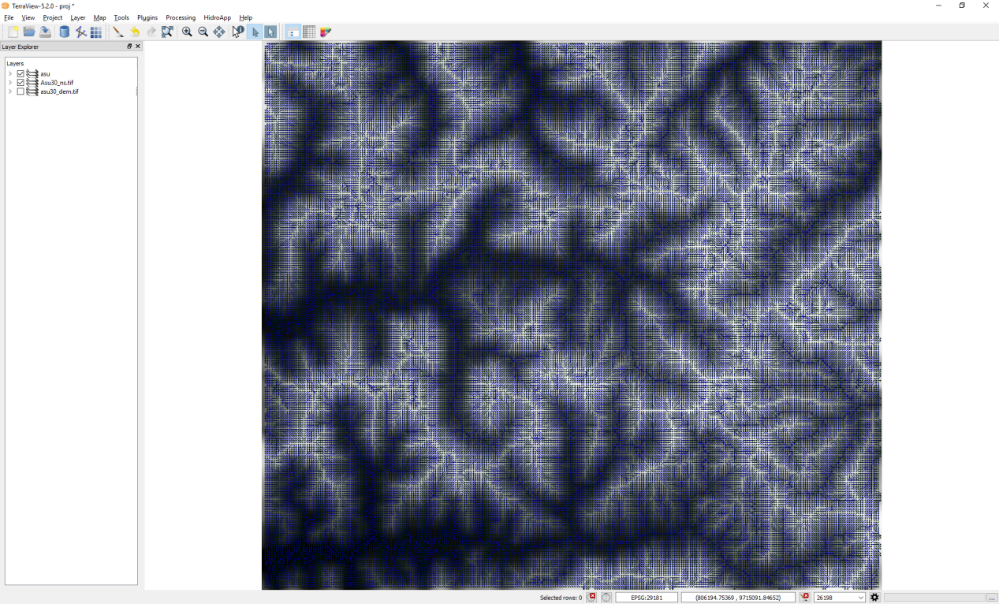 TerraView-5.2.0 - proj *
File View Project Layer Map Tools Plugins Processing HidroApp Help
Layer Explorer
Layers
asu
Asu30_ns.tif
asu30_dem.tif
Selected rows: 0 EPSG:29181 (806194.75369 , 9715091.84652) 26198 ...